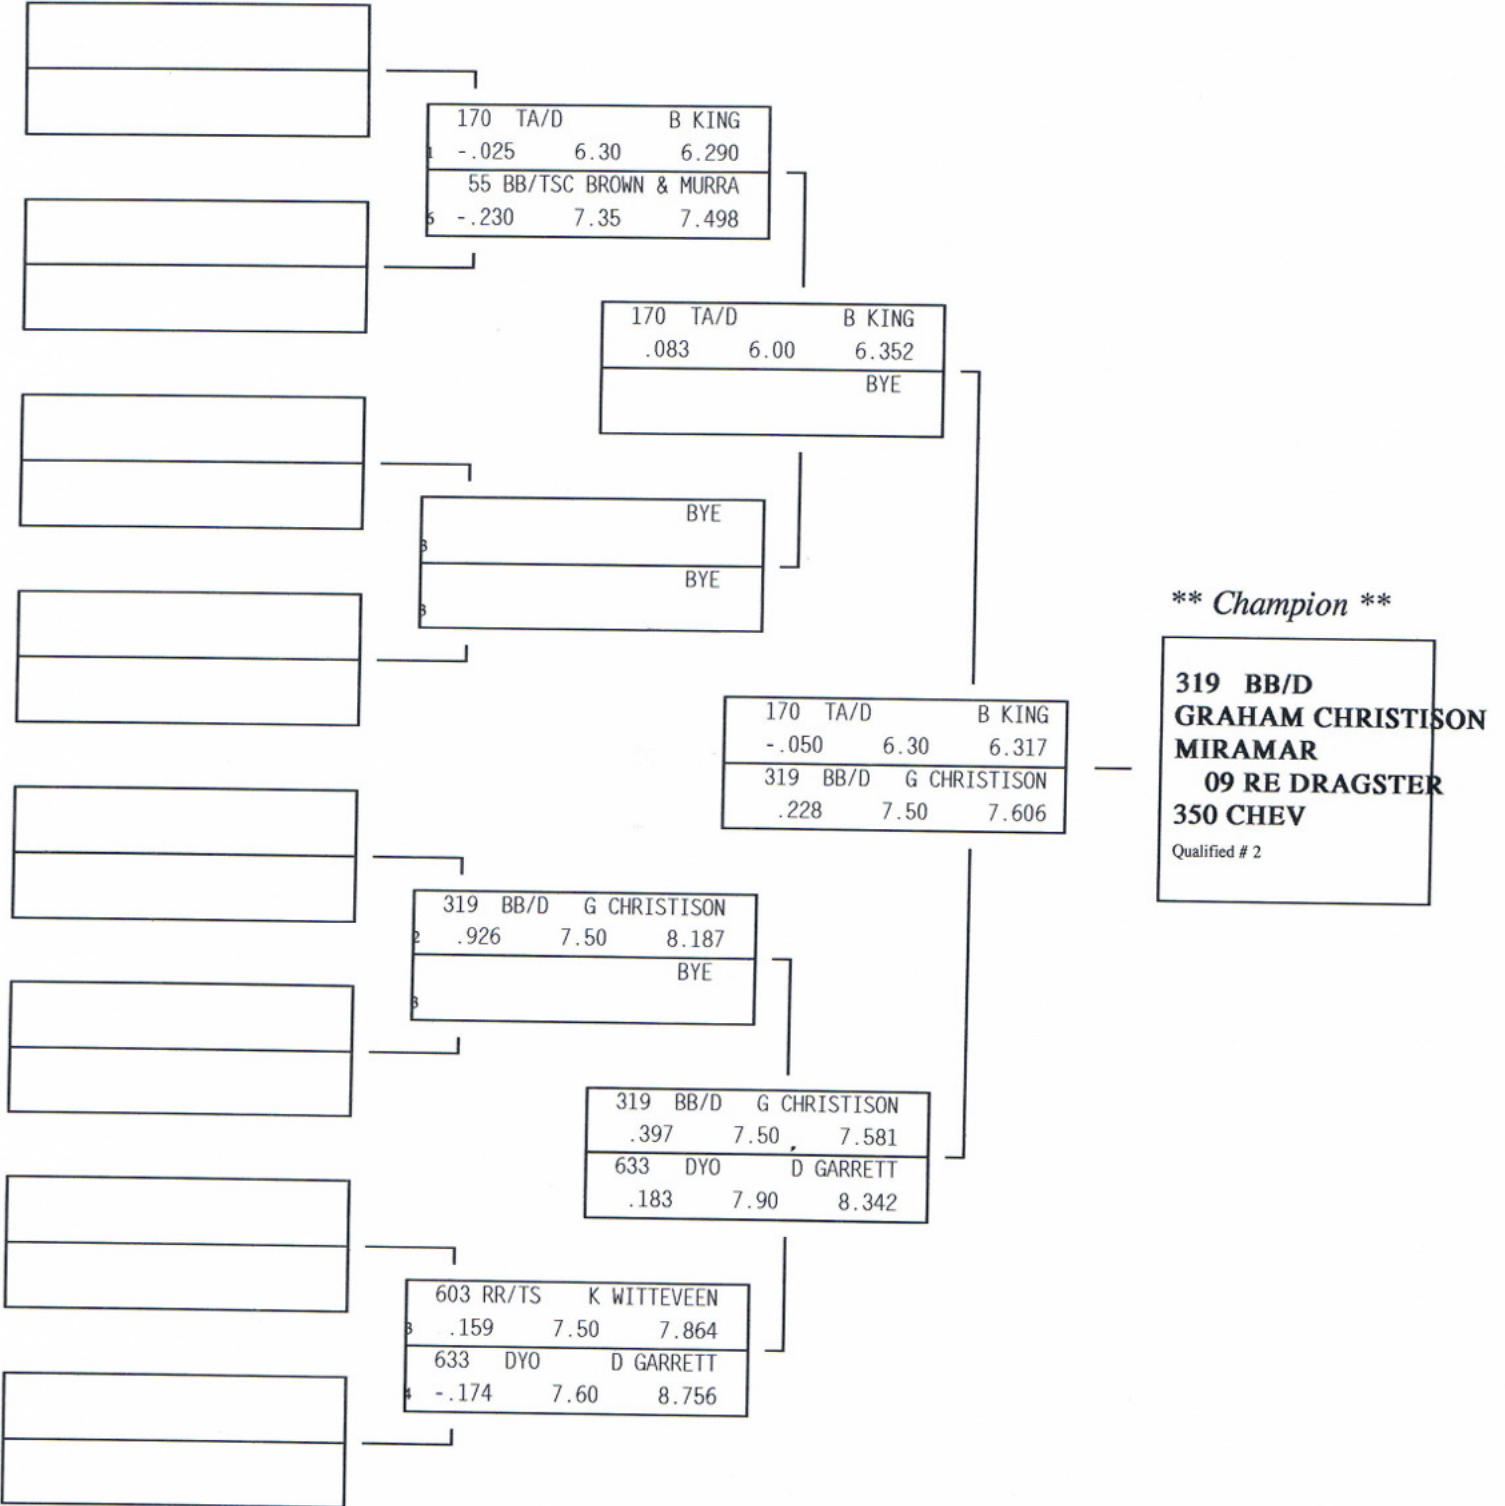 170 TA/D B KING
1 -.025 6.30 6.290
55 BB/TSC BROWN & MURRA
-.230 7.35 7.498
170 TA/D B KING
.083 6.00 6.352
BYE
BYE
BYE
319 BB/D G CHRISTISON
2 .926 7.50 8.187
BYE
319 BB/D G CHRISTISON
.397 7.50 7.581
633 DYO D GARRETT
.183 7.90 8.342
603 RR/TS K WITTEVEEN
3 .159 7.50 7.864
633 DYO D GARRETT
4 -.174 7.60 8.756
170 TA/D B KING
-.050 6.30 6.317
319 BB/D G CHRISTISON
.228 7.50 7.606
** Champion **
319 BB/D
GRAHAM CHRISTISON
MIRAMAR
09 RE DRAGSTER
350 CHEV
Qualified # 2